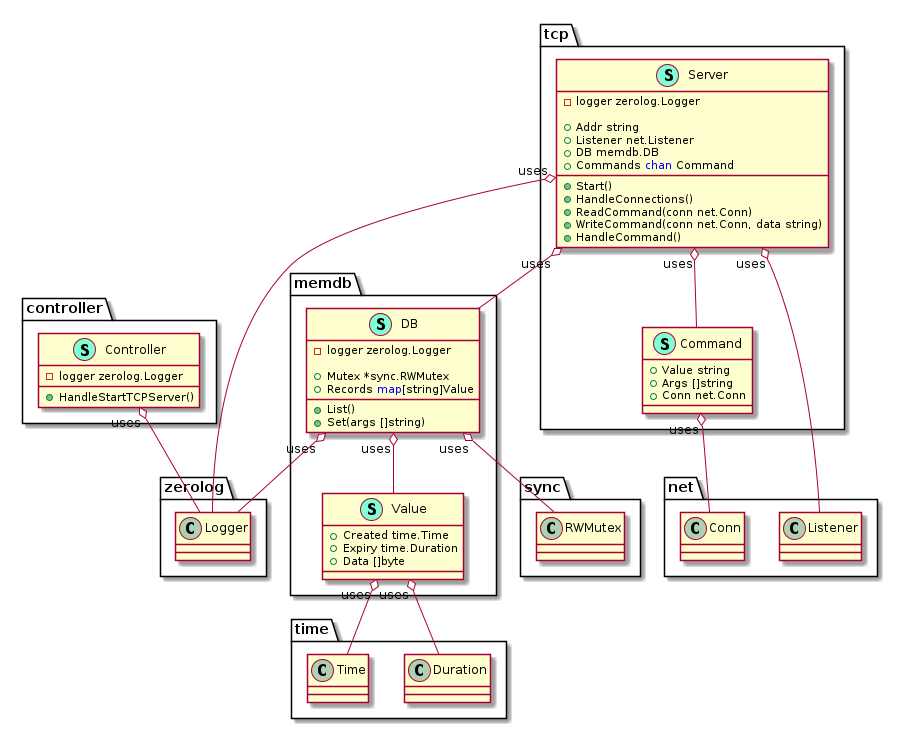 tcp
S Server
logger zerolog.Logger
Addr string
Listener net.Listener
DB memdb.DB
Commands chan Command
Start()
HandleConnections()
ReadCommand(conn net.Conn)
WriteCommand(conn net.Conn, data string)
HandleCommand()
uses
uses
uses
uses
memdb
S DB
logger zerolog.Logger
Mutex *sync.RWMutex
Records map[string]Value
List()
Set(args []string)
uses
uses
uses
controller
S Controller
logger zerolog.Logger
HandleStartTCPServer()
uses
S Command
Value string
Args []string
Conn net.Conn
uses
zerolog
C Logger
S Value
Created time.Time
Expiry time.Duration
Data []byte
uses
uses
sync
C RWMutex
net
C Conn
C Listener
time
C Time
C Duration